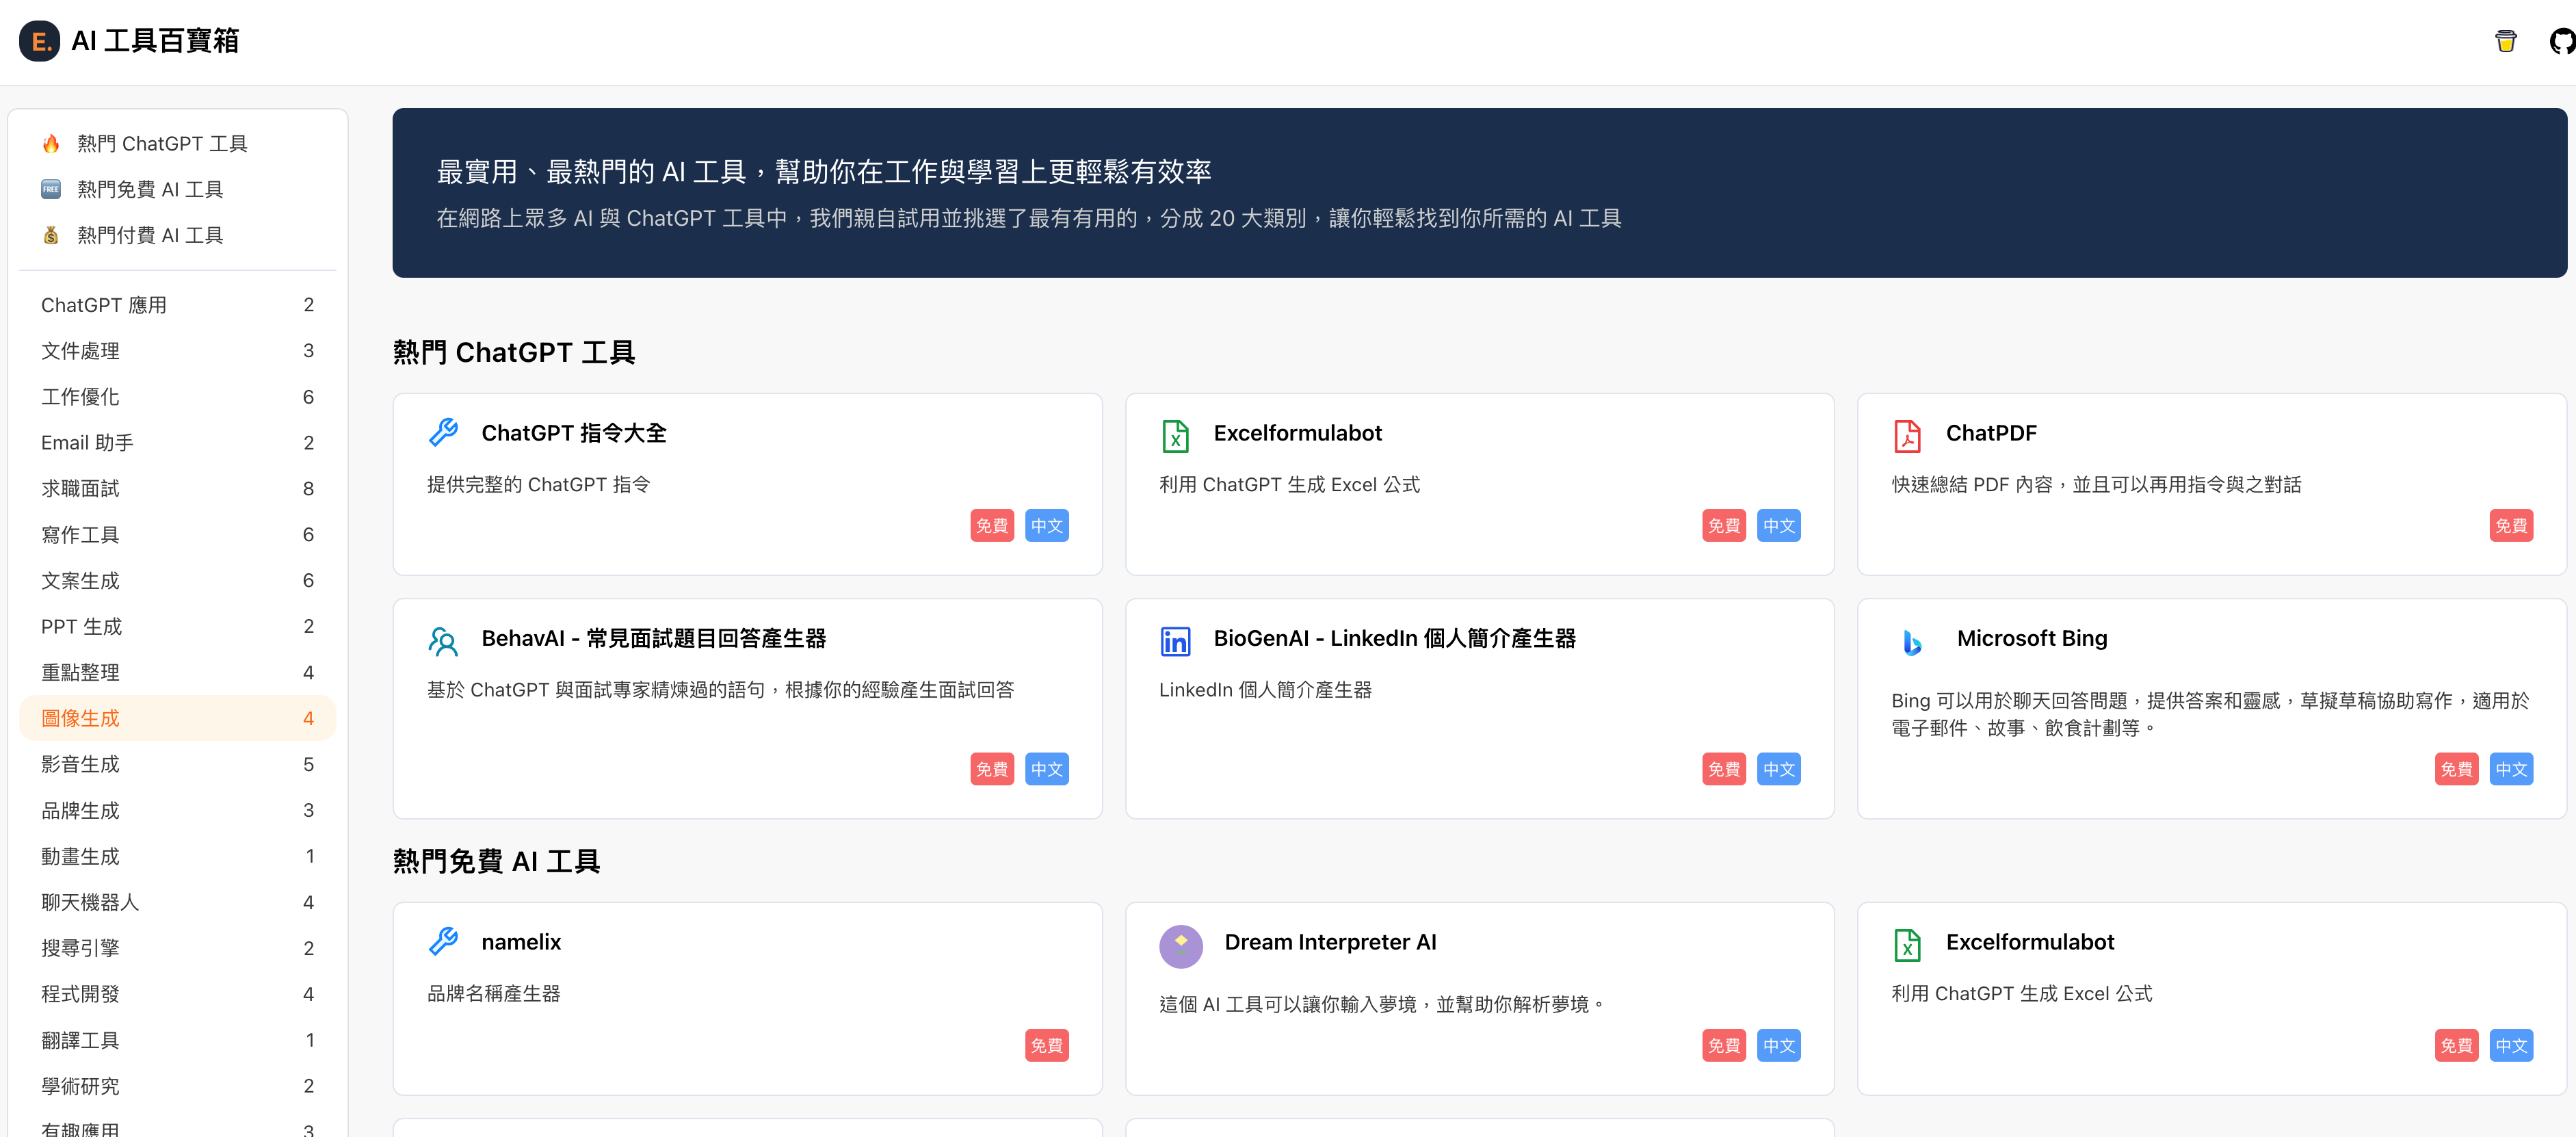 E. AI 工具百寶箱
🔥 熱門 ChatGPT 工具
FREE 熱門免費 AI 工具
💰 熱門付費 AI 工具
ChatGPT 應用 2
文件處理 3
工作優化 6
Email 助手 2
求職面試 8
寫作工具 6
文案生成 6
PPT 生成 2
重點整理 4
圖像生成 4
影音生成 5
品牌生成 3
動畫生成 1
聊天機器人 4
搜尋引擎 2
程式開發 4
翻譯工具 1
學術研究 2
有趣應用 3
最實用、最熱門的 AI 工具，幫助你在工作與學習上更輕鬆有效率
在網路上眾多 AI 與 ChatGPT 工具中，我們親自試用並挑選了最有有用的，分成 20 大類別，讓你輕鬆找到你所需的 AI 工具
熱門 ChatGPT 工具
ChatGPT 指令大全
提供完整的 ChatGPT 指令
免費 中文
Excelformulabot
利用 ChatGPT 生成 Excel 公式
免費 中文
ChatPDF
快速總結 PDF 內容，並且可以再用指令與之對話
免費
BehavAI - 常見面試題目回答產生器
基於 ChatGPT 與面試專家精煉過的語句，根據你的經驗產生面試回答
免費 中文
BioGenAI - LinkedIn 個人簡介產生器
LinkedIn 個人簡介產生器
免費 中文
Microsoft Bing
Bing 可以用於聊天回答問題，提供答案和靈感，草擬草稿協助寫作，適用於
電子郵件、故事、飲食計劃等。
免費 中文
熱門免費 AI 工具
namelix
品牌名稱產生器
免費
Dream Interpreter AI
這個 AI 工具可以讓你輸入夢境，並幫助你解析夢境。
免費 中文
Excelformulabot
利用 ChatGPT 生成 Excel 公式
免費 中文